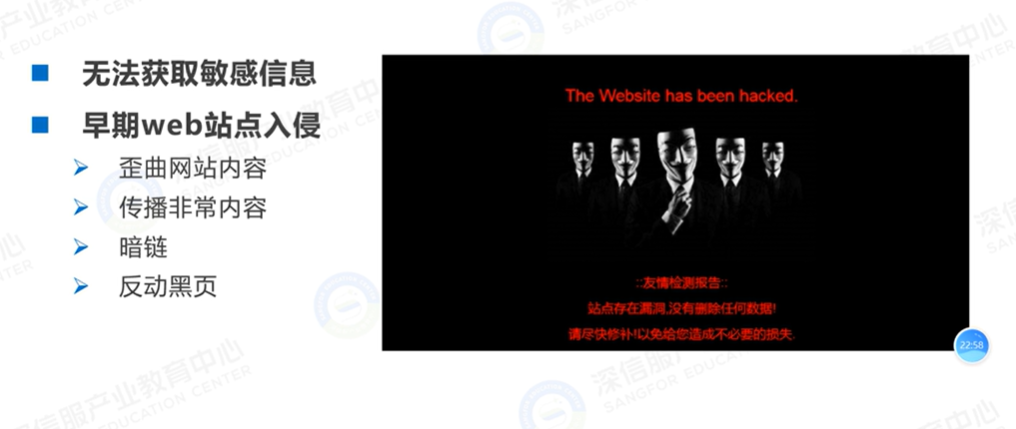 无法获取敏感信息
早期web站点入侵
歪曲网站内容
传播非常内容
暗链
反动黑页
The Website has been hacked.
::友情检测报告::
站点存在漏洞,没有删除任何数据!
请尽快修补!以免给您造成不必要的损失.
22:58
深信服产业教育中心
SANGFOR EDUCATION CENTER